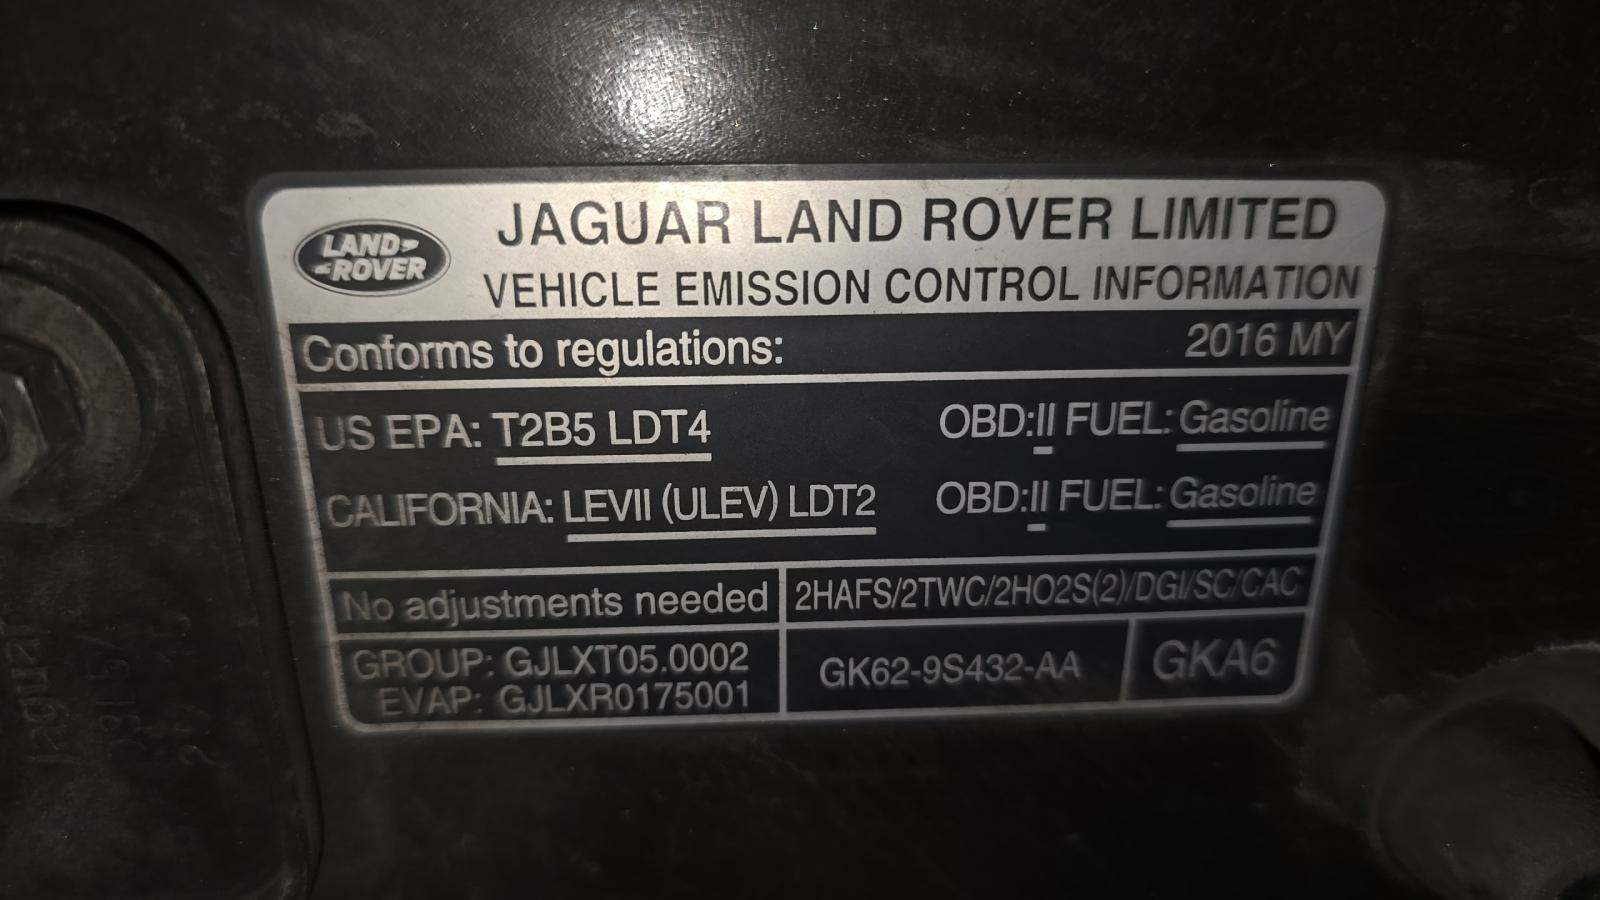 LAND-
-ROVER
JAGUAR LAND ROVER LIMITED
VEHICLE EMISSION CONTROL INFORMATION
Conforms to regulations: 2016 MY
US EPA: T2B5 LDT4 OBD:II FUEL: Gasoline
CALIFORNIA: LEVII (ULEV) LDT2 OBD:II FUEL: Gasoline
No adjustments needed 2HAFS/2TWC/2HO2S(2)/DGI/SC/CAC
GROUP: GJLXT05.0002
EVAP: GJLXR0175001
GK62-9S432-AA GKA6
Jaguar